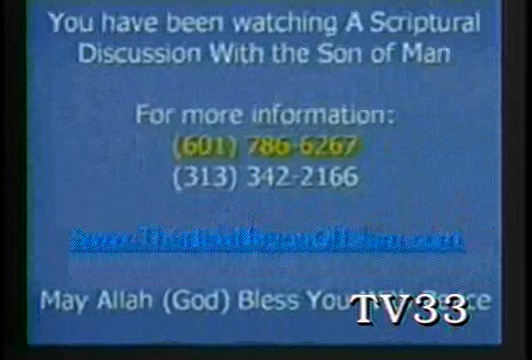 You have been watching A Scriptural
Discussion With the Son of Man
For more information:
(601) 786-6267
(313) 342-2166
May Allah (God) Bless You With
TV33